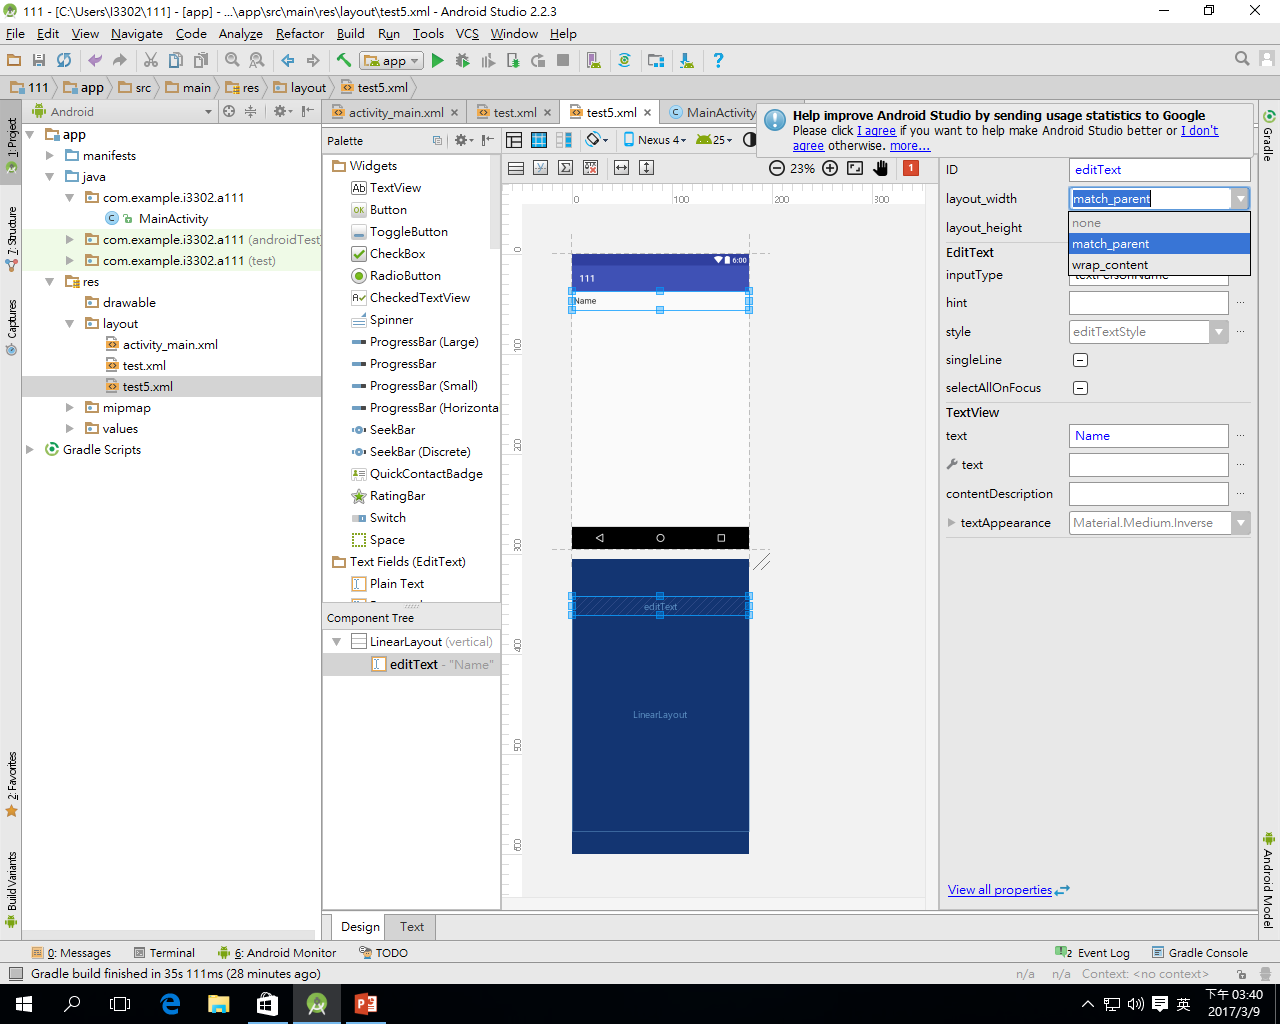 111 - [C:\Users\I3302\111] - [app] - ...\app\src\main\res\layout\test5.xml - Android Studio 2.2.3
File Edit View Navigate Code Analyze Refactor Build Run Tools VCS Window Help
app
111 app src main res layout test5.xml
Android
activity_main.xml test.xml test5.xml MainActivity
Help improve Android Studio by sending usage statistics to Google
Please click I agree if you want to help make Android Studio better or I don't
agree otherwise. more...
1: Project
7: Structure
Captures
2: Favorites
Build Variants
app
manifests
java
com.example.i3302.a111
MainActivity
com.example.i3302.a111 (androidTest)
com.example.i3302.a111 (test)
res
drawable
layout
activity_main.xml
test.xml
test5.xml
mipmap
values
Gradle Scripts
Palette
Widgets
TextView
Button
ToggleButton
CheckBox
RadioButton
CheckedTextView
Spinner
ProgressBar (Large)
ProgressBar
ProgressBar (Small)
ProgressBar (Horizonta
SeekBar
SeekBar (Discrete)
QuickContactBadge
RatingBar
Switch
Space
Text Fields (EditText)
Plain Text
Component Tree
LinearLayout (vertical)
editText - "Name"
Nexus 4 25
23% 1
0 100 200 300
0
100
200
300
400
500
600
6:00
111
Name
editText
LinearLayout
ID editText
layout_width match_parent
layout_height
none
match_parent
wrap_content
EditText
inputType textPersonName
hint
style editTextStyle
singleLine
selectAllOnFocus
TextView
text Name
text
contentDescription
textAppearance Material.Medium.Inverse
View all properties
Gradle
Android Model
Design Text
0: Messages Terminal 6: Android Monitor TODO 2 Event Log Gradle Console
Gradle build finished in 35s 111ms (28 minutes ago) n/a n/a Context: <no context>
英
下午 03:40
2017/3/9